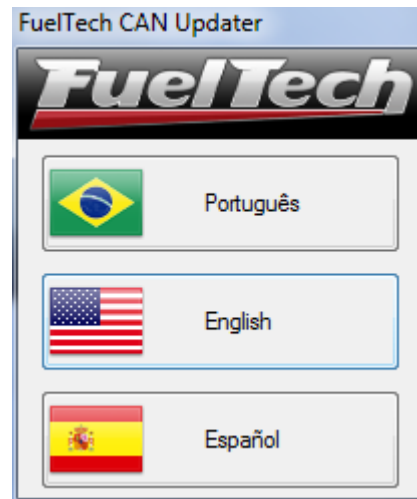 FuelTech CAN Updater
FuelTech
Português
English
Español